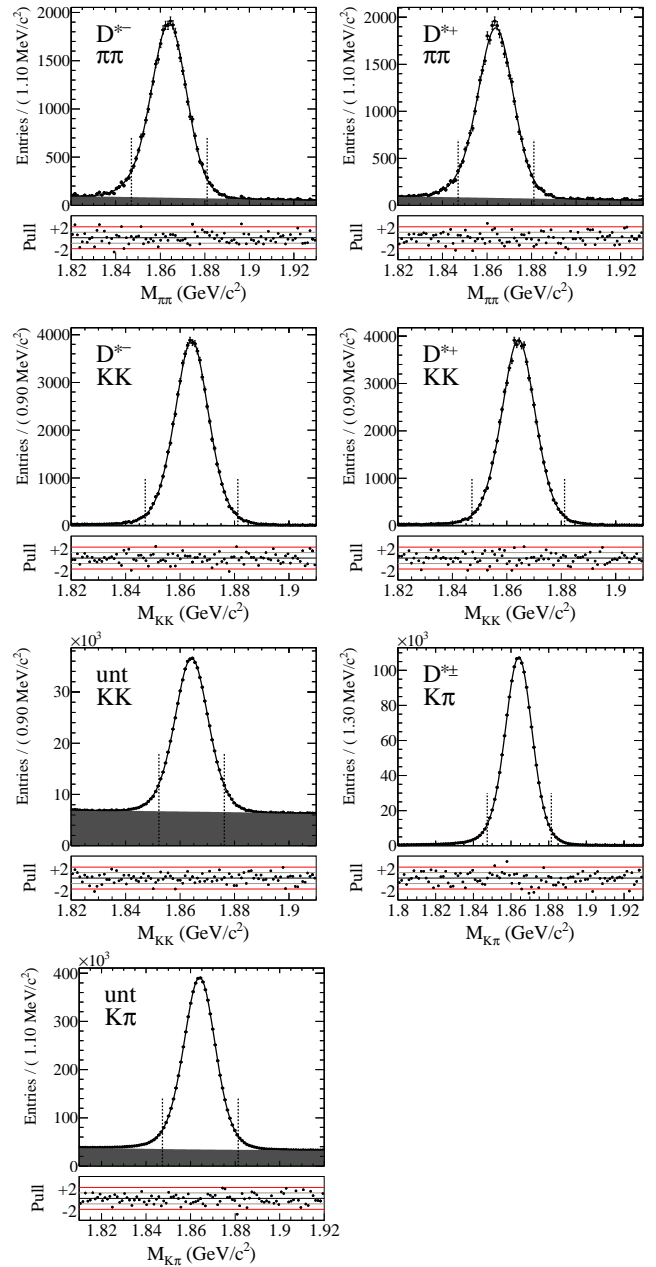 D*− ππ
Entries / ( 1.10 MeV/c²)
2000
1500
1000
500
0
Pull
+2
-2
1.82 1.84 1.86 1.88 1.9 1.92
M_ππ (GeV/c²)
D*+ ππ
Entries / ( 1.10 MeV/c²)
2000
1500
1000
500
0
Pull
+2
-2
1.82 1.84 1.86 1.88 1.9 1.92
M_ππ (GeV/c²)
D*− KK
Entries / ( 0.90 MeV/c²)
4000
3000
2000
1000
0
Pull
+2
-2
1.82 1.84 1.86 1.88 1.9
M_KK (GeV/c²)
D*+ KK
Entries / ( 0.90 MeV/c²)
4000
3000
2000
1000
0
Pull
+2
-2
1.82 1.84 1.86 1.88 1.9
M_KK (GeV/c²)
×10³
unt KK
Entries / ( 0.90 MeV/c²)
30
20
10
0
Pull
+2
-2
1.82 1.84 1.86 1.88 1.9
M_KK (GeV/c²)
×10³
D*± Kπ
Entries / ( 1.30 MeV/c²)
100
80
60
40
20
0
Pull
+2
-2
1.8 1.82 1.84 1.86 1.88 1.9 1.92
M_Kπ (GeV/c²)
×10³
unt Kπ
Entries / ( 1.10 MeV/c²)
400
300
200
100
0
Pull
+2
-2
1.82 1.84 1.86 1.88 1.9 1.92
M_Kπ (GeV/c²)